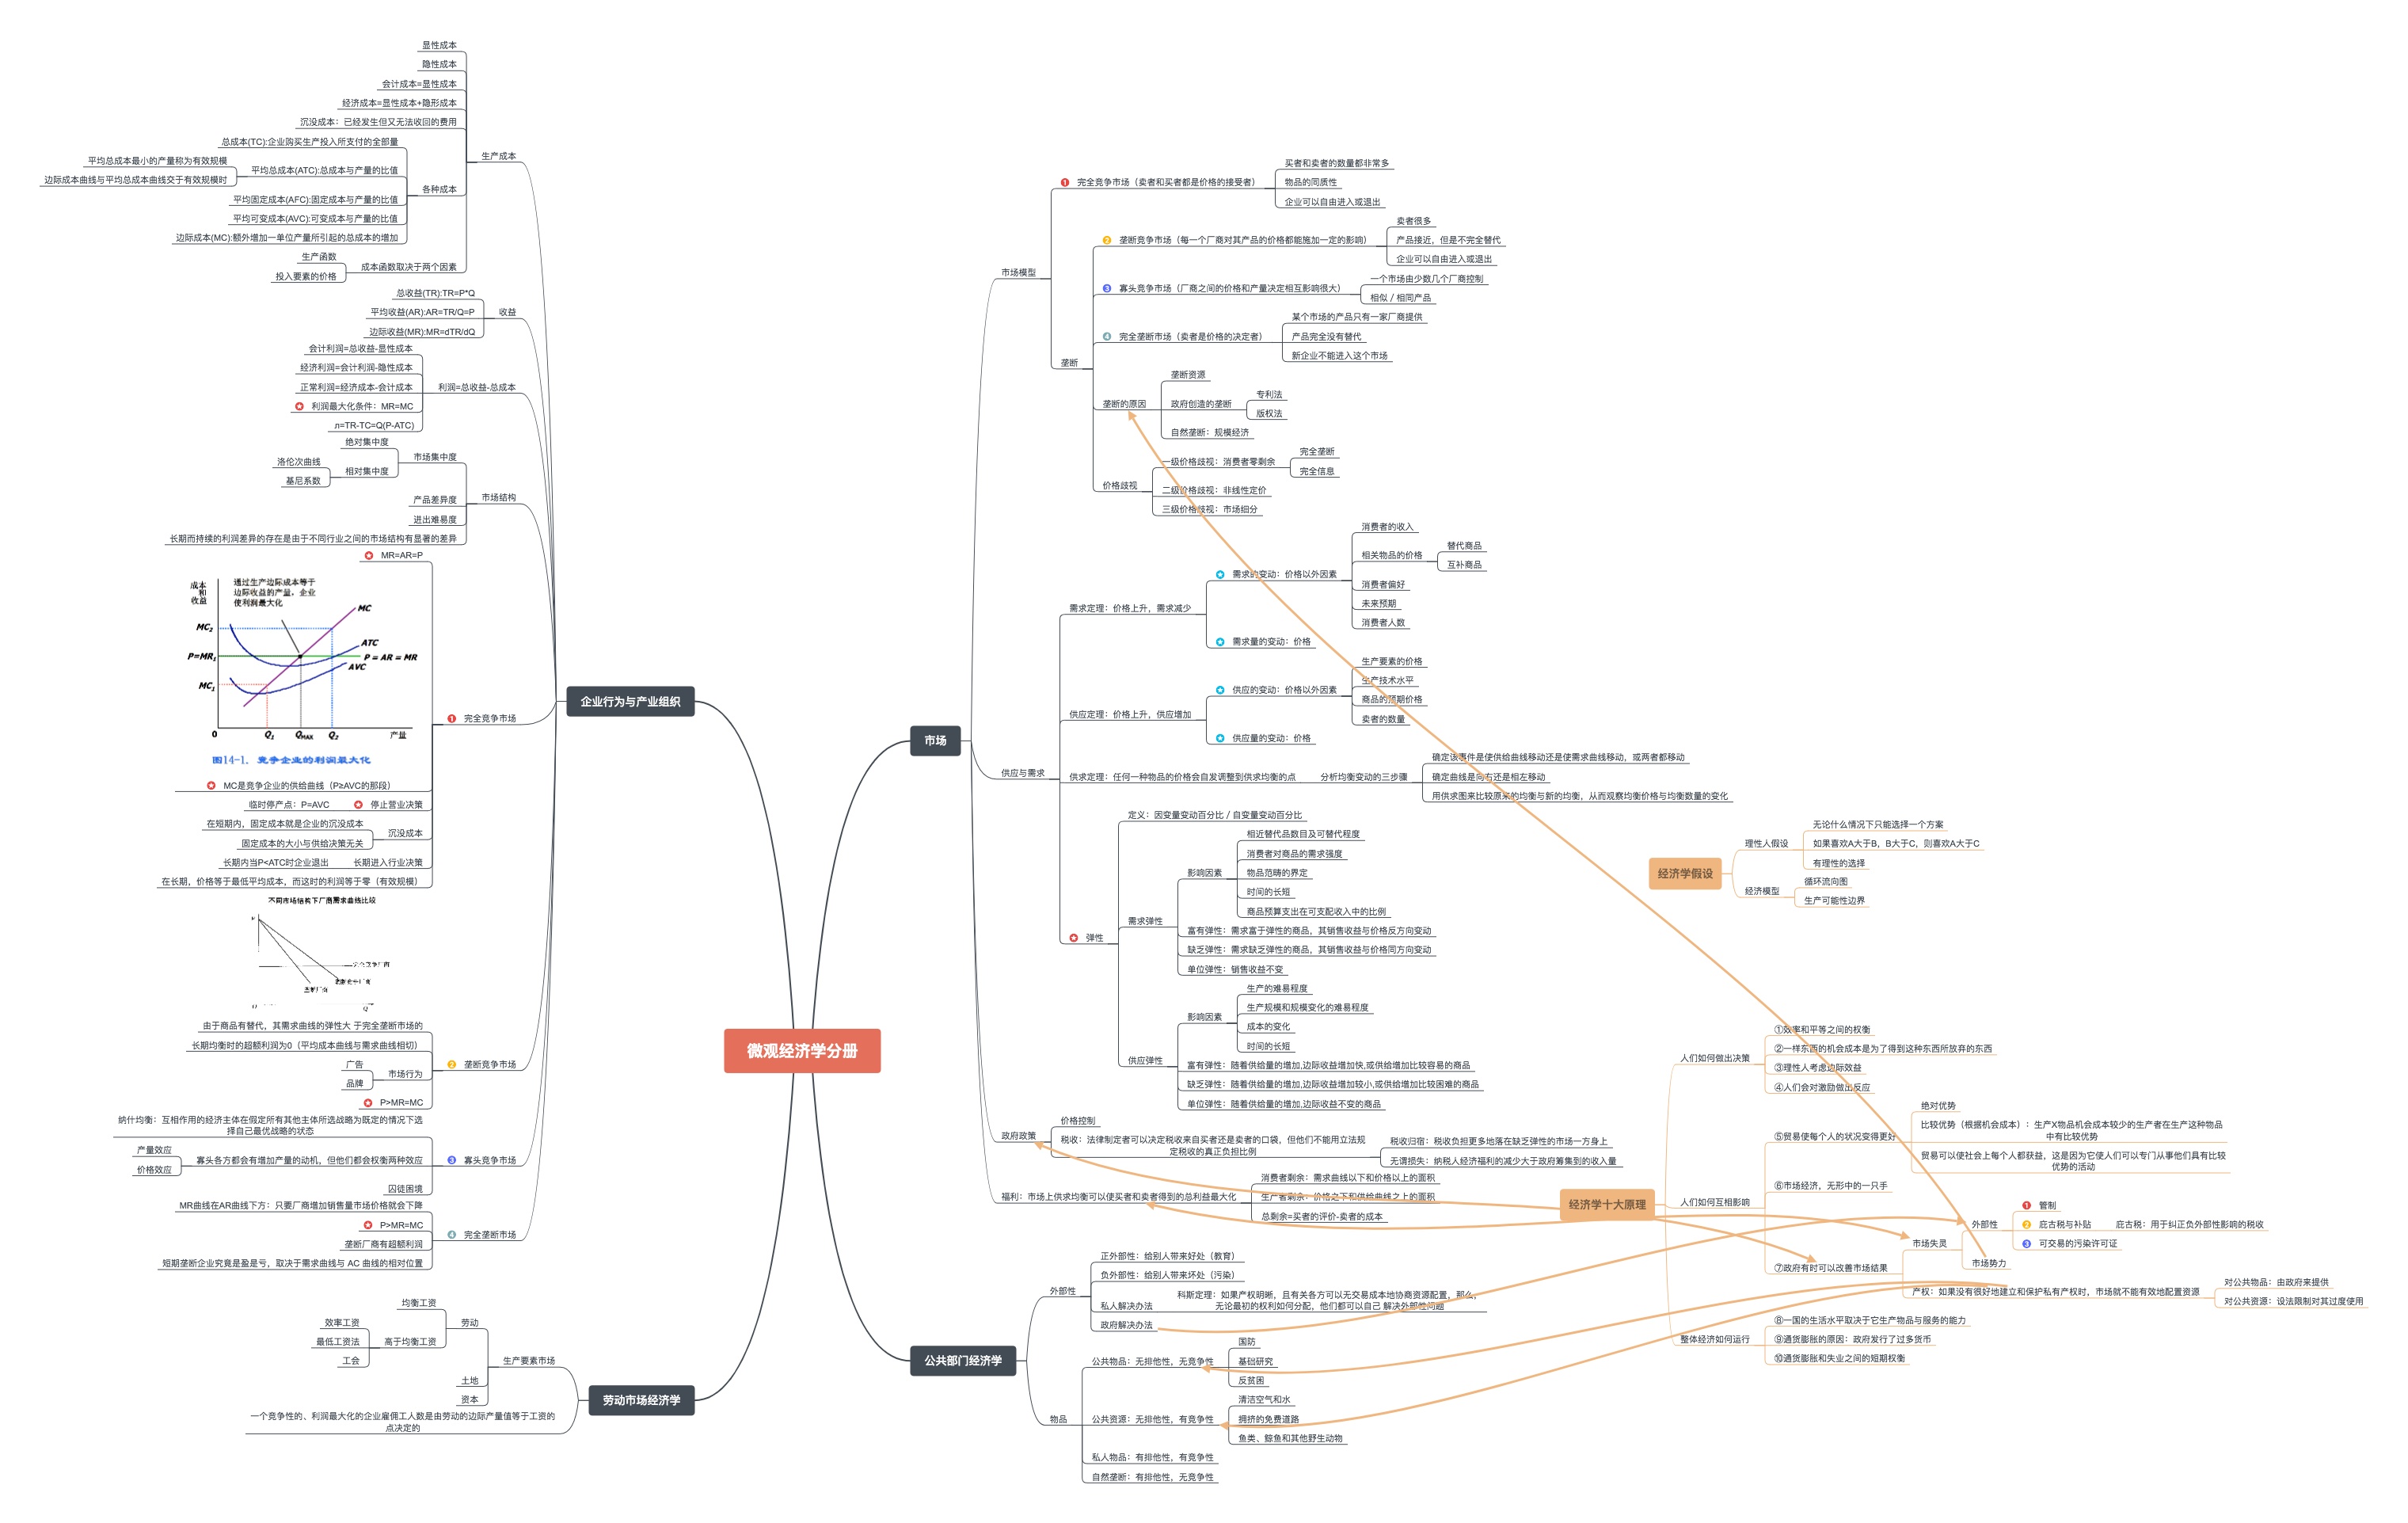 微观经济学分册
企业行为与产业组织
生产成本
显性成本
隐性成本
会计成本=显性成本
经济成本=显性成本+隐形成本
沉没成本：已经发生但又无法收回的费用
各种成本
总成本(TC):企业购买生产投入所支付的全部量
平均总成本(ATC):总成本与产量的比值
平均总成本最小的产量称为有效规模
边际成本曲线与平均总成本曲线交于有效规模时
平均固定成本(AFC):固定成本与产量的比值
平均可变成本(AVC):可变成本与产量的比值
边际成本(MC):额外增加一单位产量所引起的总成本的增加
成本函数取决于两个因素
生产函数
投入要素的价格
收益
总收益(TR):TR=P*Q
平均收益(AR):AR=TR/Q=P
边际收益(MR):MR=dTR/dQ
利润=总收益-总成本
会计利润=总收益-显性成本
经济利润=会计利润-隐性成本
正常利润=经济成本-会计成本
利润最大化条件：MR=MC
л=TR-TC=Q(P-ATC)
市场结构
市场集中度
绝对集中度
相对集中度
洛伦次曲线
基尼系数
产品差异度
进出难易度
长期而持续的利润差异的存在是由于不同行业之间的市场结构有显著的差异
1 完全竞争市场
MR=AR=P
成本
和
收益
通过生产边际成本等于
边际收益的产量，企业
使利润最大化
MC
MC2
ATC
P=MR1
P = AR = MR
AVC
MC1
0
Q1
QMAX
Q2
产量
图14-1. 竞争企业的利润最大化
MC是竞争企业的供给曲线（P≥AVC的那段）
停止营业决策
临时停产点：P=AVC
沉没成本
在短期内，固定成本就是企业的沉没成本
固定成本的大小与供给决策无关
长期进入行业决策
长期内当P<ATC时企业退出
在长期，价格等于最低平均成本，而这时的利润等于零（有效规模）
不同市场结构下厂商需求曲线比较
Q
2 垄断竞争市场
由于商品有替代，其需求曲线的弹性大 于完全垄断市场的
长期均衡时的超额利润为0（平均成本曲线与需求曲线相切）
市场行为
广告
品牌
P>MR=MC
3 寡头竞争市场
纳什均衡：互相作用的经济主体在假定所有其他主体所选战略为既定的情况下选
择自己最优战略的状态
寡头各方都会有增加产量的动机，但他们都会权衡两种效应
产量效应
价格效应
囚徒困境
4 完全垄断市场
MR曲线在AR曲线下方：只要厂商增加销售量市场价格就会下降
P>MR=MC
垄断厂商有超额利润
短期垄断企业究竟是盈是亏，取决于需求曲线与 AC 曲线的相对位置
劳动市场经济学
生产要素市场
劳动
均衡工资
高于均衡工资
效率工资
最低工资法
工会
土地
资本
一个竞争性的、利润最大化的企业雇佣工人数是由劳动的边际产量值等于工资的
点决定的
市场
市场模型
1 完全竞争市场（卖者和买者都是价格的接受者）
买者和卖者的数量都非常多
物品的同质性
企业可以自由进入或退出
垄断
2 垄断竞争市场（每一个厂商对其产品的价格都能施加一定的影响）
卖者很多
产品接近，但是不完全替代
企业可以自由进入或退出
3 寡头竞争市场（厂商之间的价格和产量决定相互影响很大）
一个市场由少数几个厂商控制
相似 / 相同产品
4 完全垄断市场（卖者是价格的决定者）
某个市场的产品只有一家厂商提供
产品完全没有替代
新企业不能进入这个市场
垄断的原因
垄断资源
政府创造的垄断
专利法
版权法
自然垄断：规模经济
价格歧视
一级价格歧视：消费者零剩余
完全垄断
完全信息
二级价格歧视：非线性定价
三级价格歧视：市场细分
供应与需求
需求定理：价格上升，需求减少
需求的变动：价格以外因素
消费者的收入
相关物品的价格
替代商品
互补商品
消费者偏好
未来预期
消费者人数
需求量的变动：价格
供应定理：价格上升，供应增加
供应的变动：价格以外因素
生产要素的价格
生产技术水平
商品的预期价格
卖者的数量
供应量的变动：价格
供求定理：任何一种物品的价格会自发调整到供求均衡的点
分析均衡变动的三步骤
确定该事件是使供给曲线移动还是使需求曲线移动，或两者都移动
确定曲线是向右还是相左移动
用供求图来比较原来的均衡与新的均衡，从而观察均衡价格与均衡数量的变化
弹性
定义：因变量变动百分比 / 自变量变动百分比
需求弹性
影响因素
相近替代品数目及可替代程度
消费者对商品的需求强度
物品范畴的界定
时间的长短
商品预算支出在可支配收入中的比例
富有弹性：需求富于弹性的商品，其销售收益与价格反方向变动
缺乏弹性：需求缺乏弹性的商品，其销售收益与价格同方向变动
单位弹性：销售收益不变
供应弹性
影响因素
生产的难易程度
生产规模和规模变化的难易程度
成本的变化
时间的长短
富有弹性：随着供给量的增加,边际收益增加快,或供给增加比较容易的商品
缺乏弹性：随着供给量的增加,边际收益增加较小,或供给增加比较困难的商品
单位弹性：随着供给量的增加,边际收益不变的商品
政府政策
价格控制
税收：法律制定者可以决定税收来自买者还是卖者的口袋，但他们不能用立法规
定税收的真正负担比例
税收归宿：税收负担更多地落在缺乏弹性的市场一方身上
无谓损失：纳税人经济福利的减少大于政府筹集到的收入量
福利：市场上供求均衡可以使买者和卖者得到的总利益最大化
消费者剩余：需求曲线以下和价格以上的面积
生产者剩余：价格之下和供给曲线之上的面积
总剩余=买者的评价-卖者的成本
公共部门经济学
外部性
正外部性：给别人带来好处（教育）
负外部性：给别人带来坏处（污染）
私人解决办法
科斯定理：如果产权明晰，且有关各方可以无交易成本地协商资源配置，那么，
无论最初的权利如何分配，他们都可以自己 解决外部性问题
政府解决办法
物品
公共物品：无排他性，无竞争性
国防
基础研究
反贫困
公共资源：无排他性，有竞争性
清洁空气和水
拥挤的免费道路
鱼类、鲸鱼和其他野生动物
私人物品：有排他性，有竞争性
自然垄断：有排他性，无竞争性
经济学假设
理性人假设
无论什么情况下只能选择一个方案
如果喜欢A大于B，B大于C，则喜欢A大于C
有理性的选择
经济模型
循环流向图
生产可能性边界
经济学十大原理
人们如何做出决策
①效率和平等之间的权衡
②一样东西的机会成本是为了得到这种东西所放弃的东西
③理性人考虑边际效益
④人们会对激励做出反应
人们如何互相影响
⑤贸易使每个人的状况变得更好
绝对优势
比较优势（根据机会成本）：生产X物品机会成本较少的生产者在生产这种物品
中有比较优势
贸易可以使社会上每个人都获益，这是因为它使人们可以专门从事他们具有比较
优势的活动
⑥市场经济，无形中的一只手
⑦政府有时可以改善市场结果
市场失灵
外部性
1 管制
2 庇古税与补贴
庇古税：用于纠正负外部性影响的税收
3 可交易的污染许可证
市场势力
产权：如果没有很好地建立和保护私有产权时，市场就不能有效地配置资源
对公共物品：由政府来提供
对公共资源：设法限制对其过度使用
整体经济如何运行
⑧一国的生活水平取决于它生产物品与服务的能力
⑨通货膨胀的原因：政府发行了过多货币
⑩通货膨胀和失业之间的短期权衡